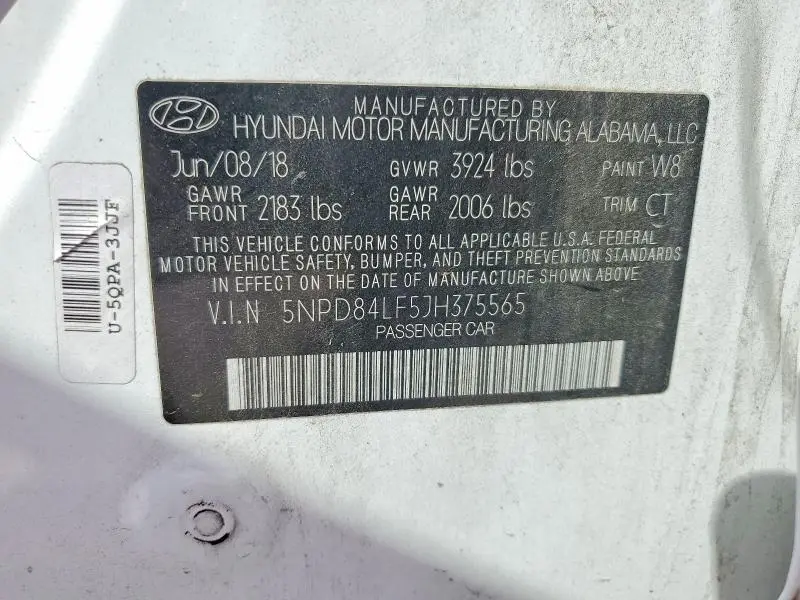 MANUFACTURED BY
HYUNDAI MOTOR MANUFACTURING ALABAMA, LLC
Jun/08/18 GVWR 3924 lbs PAINT W8
GAWR FRONT 2183 lbs GAWR REAR 2006 lbs TRIM CT
THIS VEHICLE CONFORMS TO ALL APPLICABLE U.S.A. FEDERAL
MOTOR VEHICLE SAFETY, BUMPER, AND THEFT PREVENTION STANDARDS
IN EFFECT ON THE DATE OF MANUFACTURE SHOWN ABOVE.
V.I.N 5NPD84LF5JH375565
PASSENGER CAR
U-5QPA-3JJF